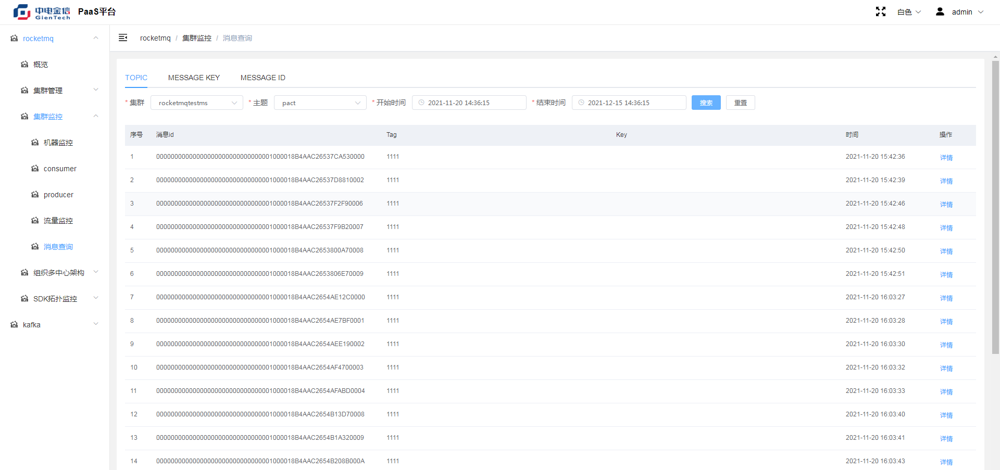 中电金信 GienTech PaaS平台 白色 admin
rocketmq
概览
集群管理
集群监控
机器监控
consumer
producer
流量监控
消息查询
组织多中心架构
SDK拓扑监控
kafka
rocketmq / 集群监控 / 消息查询
TOPIC MESSAGE KEY MESSAGE ID
* 集群 rocketmqtestms * 主题 pact * 开始时间 2021-11-20 14:36:15 * 结束时间 2021-12-15 14:36:15 搜索 重置
序号 消息id Tag Key 时间 操作
1 00000000000000000000000000000001000018B4AAC26537CA530000 1111 2021-11-20 15:42:36 详情
2 00000000000000000000000000000001000018B4AAC26537D8810002 1111 2021-11-20 15:42:39 详情
3 00000000000000000000000000000001000018B4AAC26537F2F90006 1111 2021-11-20 15:42:46 详情
4 00000000000000000000000000000001000018B4AAC26537F9B20007 1111 2021-11-20 15:42:48 详情
5 00000000000000000000000000000001000018B4AAC2653800A70008 1111 2021-11-20 15:42:50 详情
6 00000000000000000000000000000001000018B4AAC2653806E70009 1111 2021-11-20 15:42:51 详情
7 00000000000000000000000000000001000018B4AAC2654AE12C0000 1111 2021-11-20 16:03:27 详情
8 00000000000000000000000000000001000018B4AAC2654AE7BF0001 1111 2021-11-20 16:03:28 详情
9 00000000000000000000000000000001000018B4AAC2654AEE190002 1111 2021-11-20 16:03:30 详情
10 00000000000000000000000000000001000018B4AAC2654AF4700003 1111 2021-11-20 16:03:32 详情
11 00000000000000000000000000000001000018B4AAC2654AFABD0004 1111 2021-11-20 16:03:33 详情
12 00000000000000000000000000000001000018B4AAC2654B13D70008 1111 2021-11-20 16:03:40 详情
13 00000000000000000000000000000001000018B4AAC2654B1A320009 1111 2021-11-20 16:03:41 详情
14 00000000000000000000000000000001000018B4AAC2654B208B000A 1111 2021-11-20 16:03:43 详情